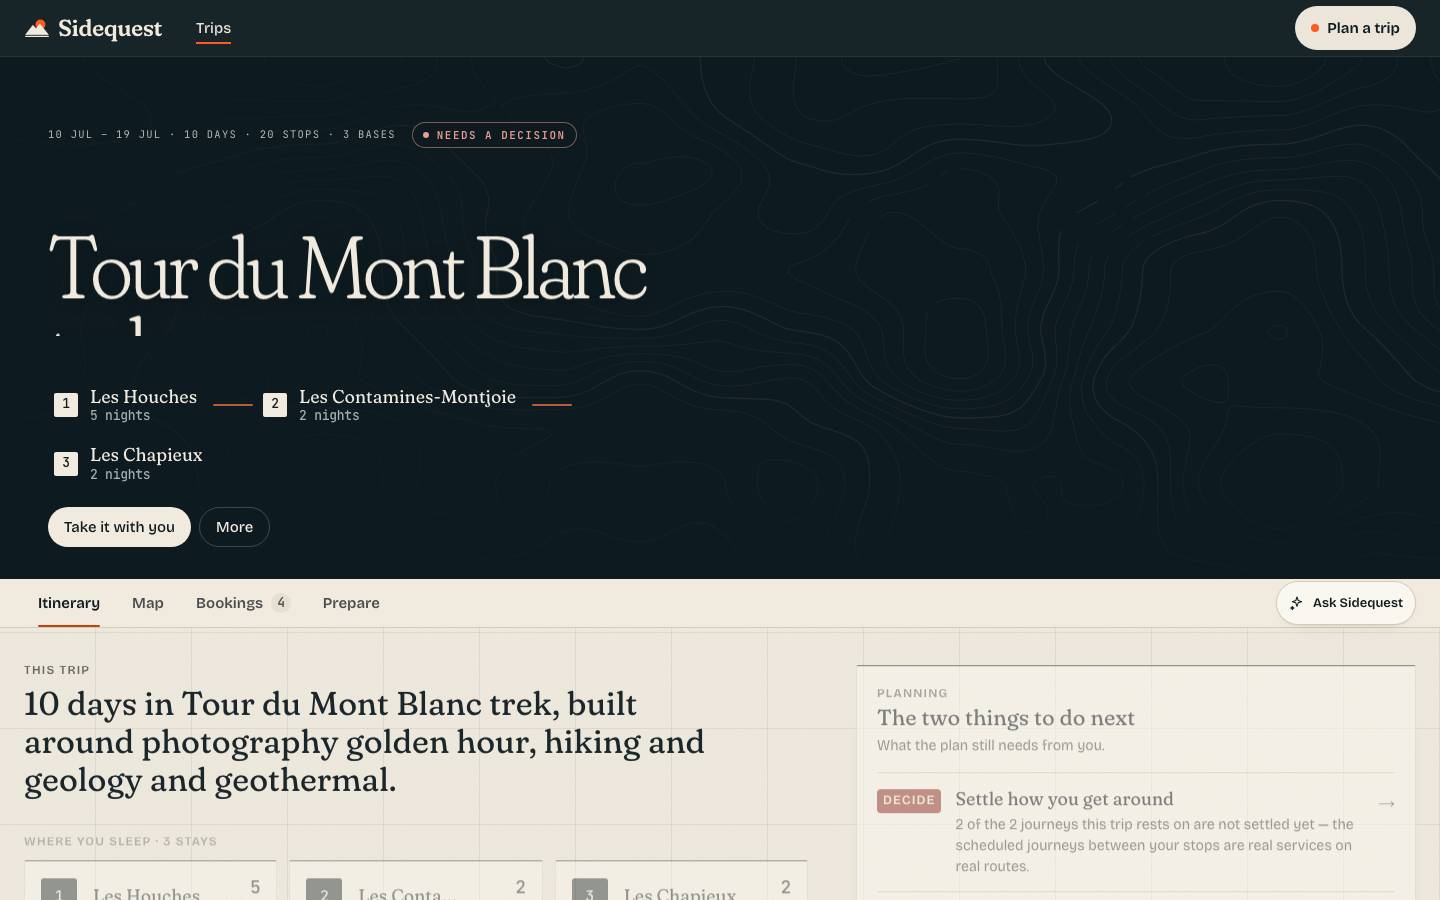 Sidequest
Trips
Plan a trip
10 JUL – 19 JUL · 10 DAYS · 20 STOPS · 3 BASES
NEEDS A DECISION
Tour du Mont Blanc
1 Les Houches
5 nights
2 Les Contamines-Montjoie
2 nights
3 Les Chapieux
2 nights
Take it with you
More
Itinerary
Map
Bookings 4
Prepare
Ask Sidequest
THIS TRIP
10 days in Tour du Mont Blanc trek, built
around photography golden hour, hiking and
geology and geothermal.
WHERE YOU SLEEP · 3 STAYS
1 Les Houches 5
2 Les Conta... 2
3 Les Chapieux 2
PLANNING
The two things to do next
What the plan still needs from you.
DECIDE
Settle how you get around
→
2 of the 2 journeys this trip rests on are not settled yet — the
scheduled journeys between your stops are real services on
real routes.